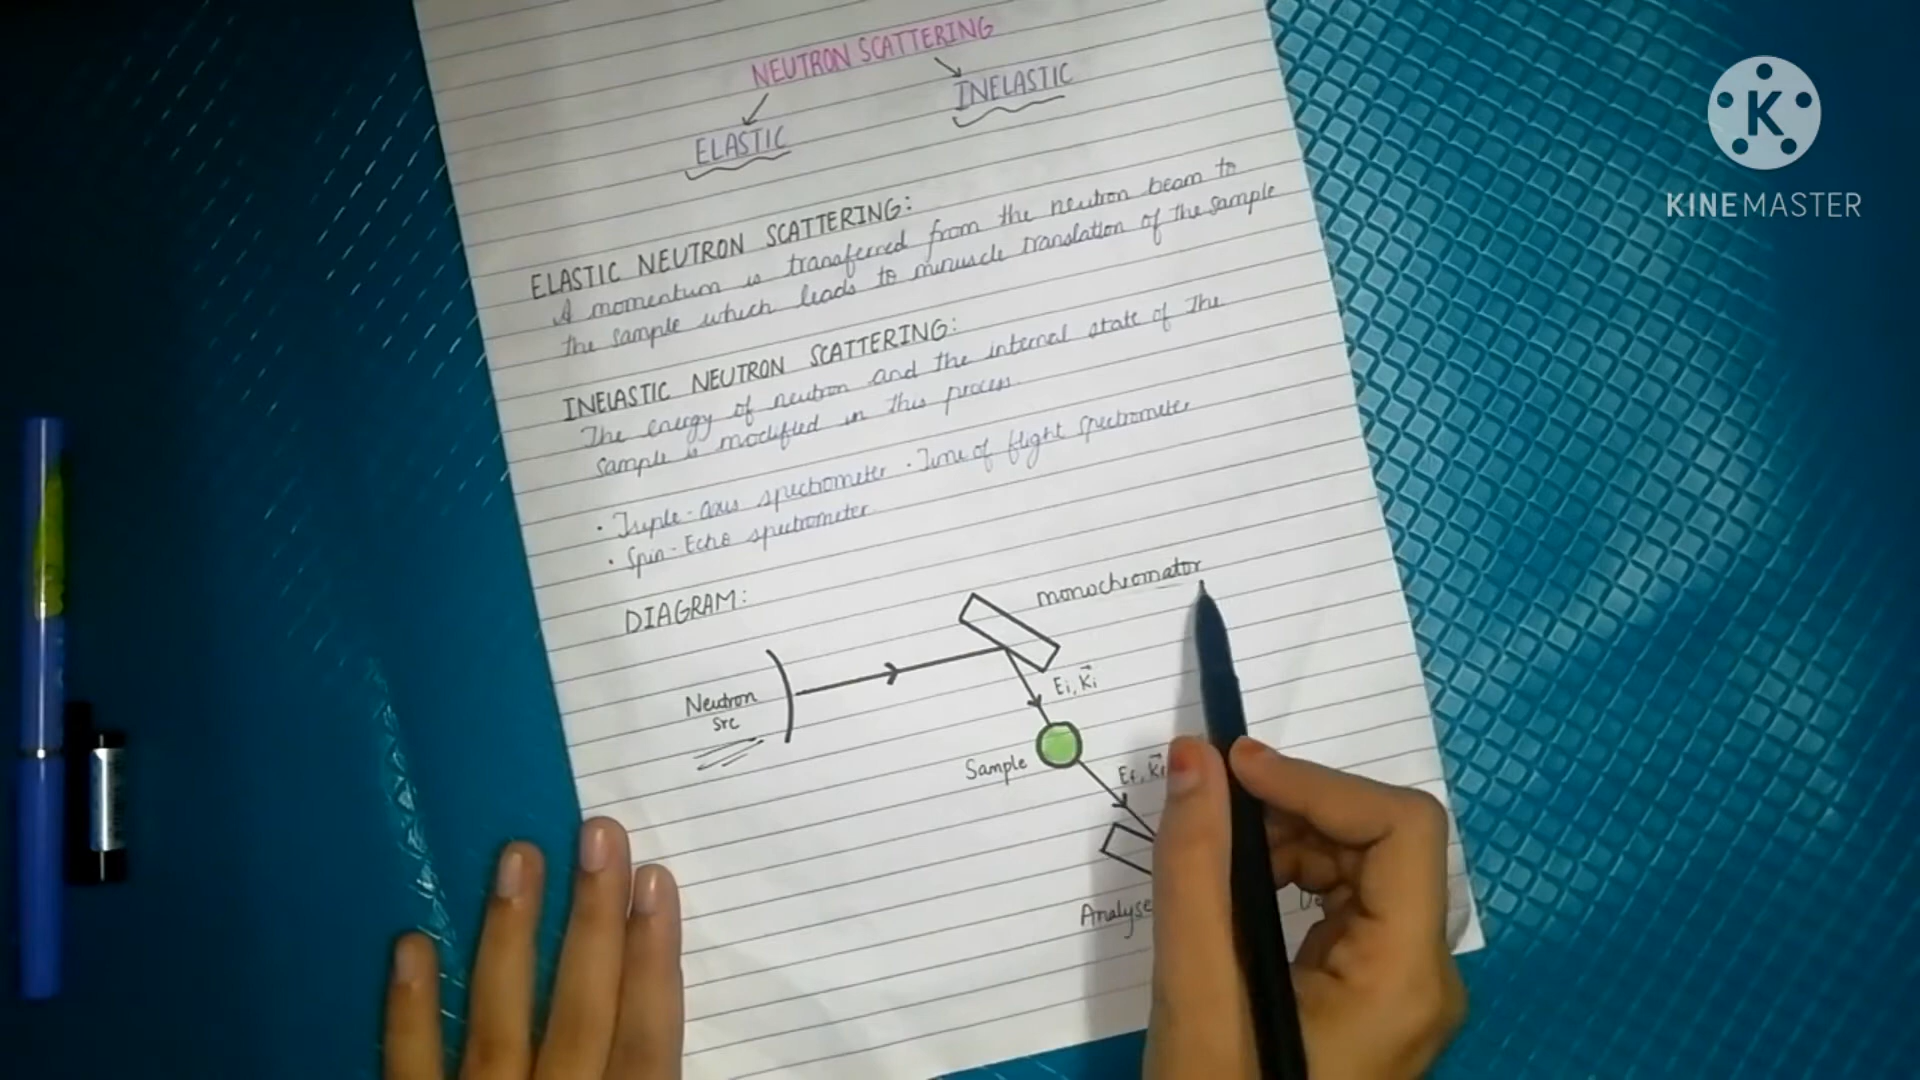 NEUTRON SCATTERING
ELASTIC
INELASTIC
ELASTIC NEUTRON SCATTERING:
A momentum is transferred from the neutron beam to
the sample which leads to minuscle translation of the sample
INELASTIC NEUTRON SCATTERING:
The energy of neutron and the internal state of the
sample is modified in this process.
• Triple-axis spectrometer • Time of flight spectrometer
• Spin-Echo spectrometer
DIAGRAM:
monochromator
Ei, Ki
Neutron
src
Sample
Ef,
Analyse
KINEMASTER